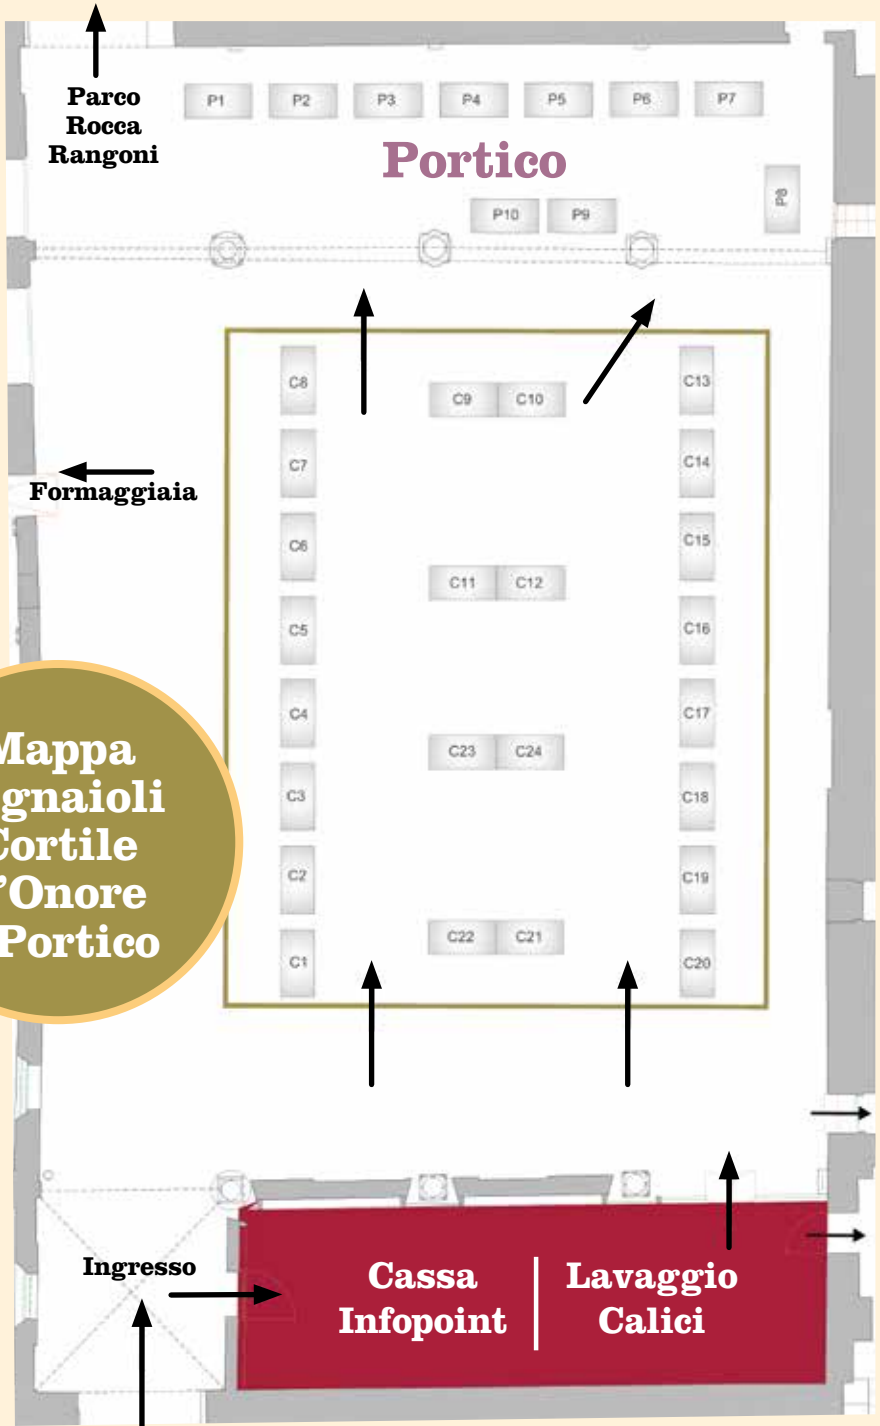 Parco
Rocca
Rangoni
P1 P2 P3 P4 P5 P6 P7
Portico
P8
P10 P9
C8 C9 C10 C13
C7 C14
Formaggiaia
C6 C15
C11 C12
C5 C16
C4 C17
Mappa
gnaioli
Cortile
’Onore
Portico
C23 C24
C3 C18
C2 C19
C22 C21
C1 C20
Ingresso
Cassa
Infopoint
Lavaggio
Calici